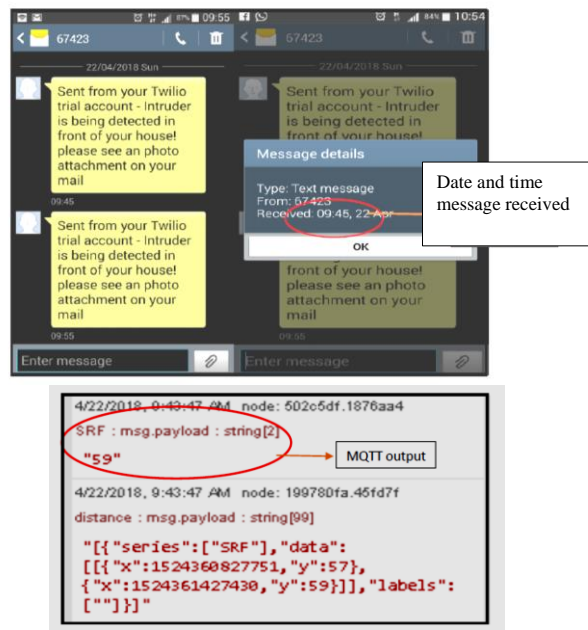 87% 09:55
84% 10:54
67423
67423
22/04/2018 Sun
22/04/2018 Sun
Sent from your Twilio
trial account - Intruder
is being detected in
front of your house!
please see an photo
attachment on your
mail
09:45
Sent from your Twilio
trial account - Intruder
is being detected in
front of your house!
please see an photo
attachment on your
mail
09:55
Enter message
Sent from your Twilio
trial account - Intruder
is being detected in
front of your house!
Message details
Type: Text message
From: 67423
Received: 09:45, 22 Apr
OK
front of your house!
please see an photo
attachment on your
mail
09:55
Enter message
Date and time
message received
4/22/2018, 9:43:47 AM node: 502c5df.1876aa4
SRF : msg.payload : string[2]
"59"
MQTT output
4/22/2018, 9:43:47 AM node: 199780fa.45fd7f
distance : msg.payload : string[99]
"[{"series":["SRF"],"data":
[[{"x":1524360827751,"y":57},
{"x":1524361427430,"y":59}]],"labels":
[""]}]"